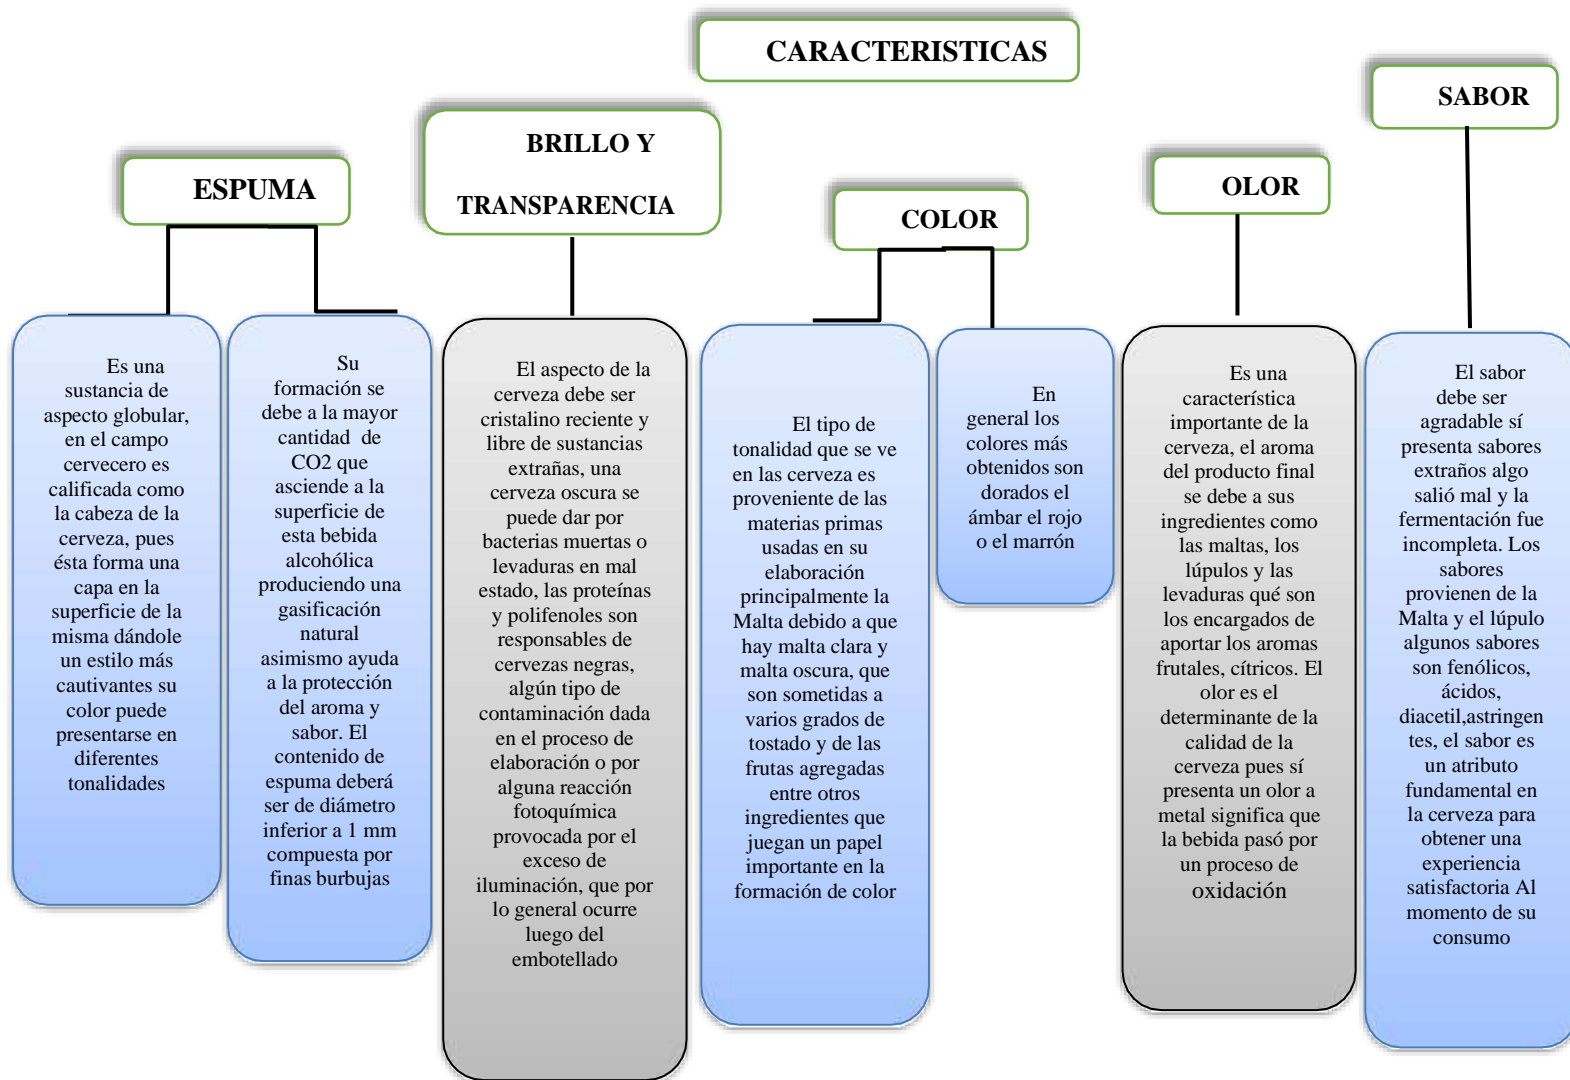 CARACTERISTICAS
ESPUMA
Es una
sustancia de
aspecto globular,
en el campo
cervecero es
calificada como
la cabeza de la
cerveza, pues
ésta forma una
capa en la
superficie de la
misma dándole
un estilo más
cautivantes su
color puede
presentarse en
diferentes
tonalidades
Su
formación se
debe a la mayor
cantidad  de
CO2 que
asciende a la
superficie de
esta bebida
alcohólica
produciendo una
gasificación
natural
asimismo ayuda
a la protección
del aroma y
sabor. El
contenido de
espuma deberá
ser de diámetro
inferior a 1 mm
compuesta por
finas burbujas
BRILLO Y
TRANSPARENCIA
El aspecto de la
cerveza debe ser
cristalino reciente y
libre de sustancias
extrañas, una
cerveza oscura se
puede dar por
bacterias muertas o
levaduras en mal
estado, las proteínas
y polifenoles son
responsables de
cervezas negras,
algún tipo de
contaminación dada
en el proceso de
elaboración o por
alguna reacción
fotoquímica
provocada por el
exceso de
iluminación, que por
lo general ocurre
luego del
embotellado
COLOR
El tipo de
tonalidad que se ve
en las cerveza es
proveniente de las
materias primas
usadas en su
elaboración
principalmente la
Malta debido a que
hay malta clara y
malta oscura, que
son sometidas a
varios grados de
tostado y de las
frutas agregadas
entre otros
ingredientes que
juegan un papel
importante en la
formación de color
En
general los
colores más
obtenidos son
dorados el
ámbar el rojo
o el marrón
OLOR
Es una
característica
importante de la
cerveza, el aroma
del producto final
se debe a sus
ingredientes como
las maltas, los
lúpulos y las
levaduras qué son
los encargados de
aportar los aromas
frutales, cítricos. El
olor es el
determinante de la
calidad de la
cerveza pues sí
presenta un olor a
metal significa que
la bebida pasó por
un proceso de
oxidación
SABOR
El sabor
debe ser
agradable sí
presenta sabores
extraños algo
salió mal y la
fermentación fue
incompleta. Los
sabores
provienen de la
Malta y el lúpulo
algunos sabores
son fenólicos,
ácidos,
diacetil,astringen
tes, el sabor es
un atributo
fundamental en
la cerveza para
obtener una
experiencia
satisfactoria Al
momento de su
consumo